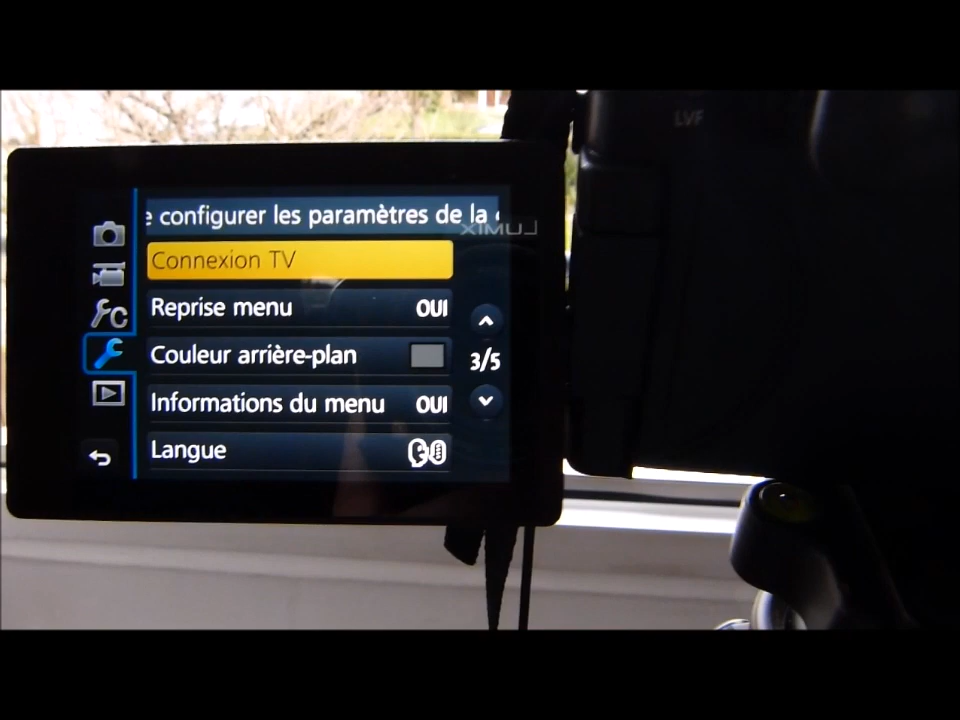 LVF
e configurer les paramètres de la
LUMIX
Connexion TV
Reprise menu OUI
Couleur arrière-plan
3/5
Informations du menu OUI
Langue
C